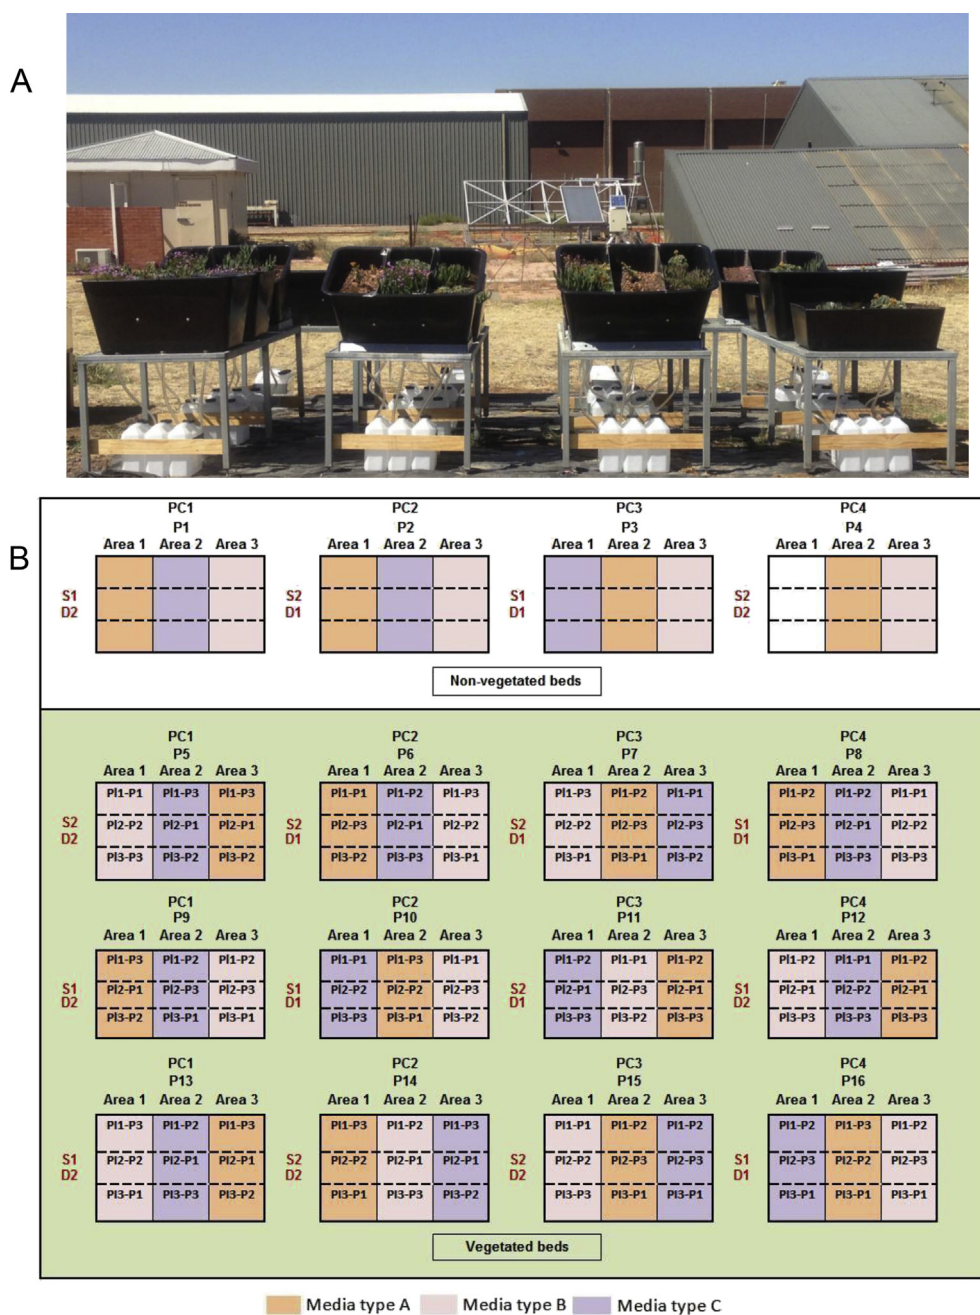 A
B
PC1 PC2 PC3 PC4
P1 P2 P3 P4
Area 1 Area 2 Area 3 Area 1 Area 2 Area 3 Area 1 Area 2 Area 3 Area 1 Area 2 Area 3
S1 S2 S1 S2
D2 D1 D1 D2
Non-vegetated beds
PC1 PC2 PC3 PC4
P5 P6 P7 P8
Area 1 Area 2 Area 3 Area 1 Area 2 Area 3 Area 1 Area 2 Area 3 Area 1 Area 2 Area 3
Pl1-P1 Pl1-P3 Pl1-P3 Pl1-P1 Pl1-P2 Pl1-P3 Pl1-P3 Pl1-P2 Pl1-P1 Pl1-P2 Pl1-P2 Pl1-P1
S2 Pl2-P2 Pl2-P1 Pl2-P1 S2 Pl2-P3 Pl2-P1 Pl2-P2 S2 Pl2-P2 Pl2-P3 Pl2-P3 S1 Pl2-P3 Pl2-P1 Pl2-P2
D2 D1 D1 D1
Pl3-P3 Pl3-P2 Pl3-P2 Pl3-P2 Pl3-P3 Pl3-P1 Pl3-P1 Pl3-P1 Pl3-P2 Pl3-P3 Pl3-P3 Pl3-P3
PC1 PC2 PC3 PC4
P9 P10 P11 P12
Area 1 Area 2 Area 3 Area 1 Area 2 Area 3 Area 1 Area 2 Area 3 Area 1 Area 2 Area 3
Pl1-P3 Pl1-P2 Pl1-P2 Pl1-P1 Pl1-P3 Pl1-P1 Pl1-P2 Pl1-P1 Pl1-P2 Pl1-P2 Pl1-P1 Pl1-P2
S1 Pl2-P1 Pl2-P3 Pl2-P3 S1 Pl2-P2 Pl2-P2 Pl2-P3 S2 Pl2-P1 Pl2-P3 Pl2-P1 S1 Pl2-P1 Pl2-P2 Pl2-P1
D2 D1 D1 D2
Pl3-P2 Pl3-P1 Pl3-P1 Pl3-P3 Pl3-P1 Pl3-P2 Pl3-P3 Pl3-P2 Pl3-P3 Pl3-P3 Pl3-P3 Pl3-P3
PC1 PC2 PC3 PC4
P13 P14 P15 P16
Area 1 Area 2 Area 3 Area 1 Area 2 Area 3 Area 1 Area 2 Area 3 Area 1 Area 2 Area 3
Pl1-P3 Pl1-P2 Pl1-P3 Pl1-P3 Pl1-P2 Pl1-P3 Pl1-P1 Pl1-P2 Pl1-P1 Pl1-P2 Pl1-P3 Pl1-P2
S1 Pl2-P2 Pl2-P1 Pl2-P1 S2 Pl2-P2 Pl2-P1 Pl2-P1 S2 Pl2-P2 Pl2-P3 Pl2-P3 S1 Pl2-P3 Pl2-P2 Pl2-P3
D2 D2 D2 D1
Pl3-P1 Pl3-P3 Pl3-P2 Pl3-P1 Pl3-P3 Pl3-P2 Pl3-P3 Pl3-P1 Pl3-P2 Pl3-P1 Pl3-P1 Pl3-P1
Vegetated beds
Media type A Media type B Media type C